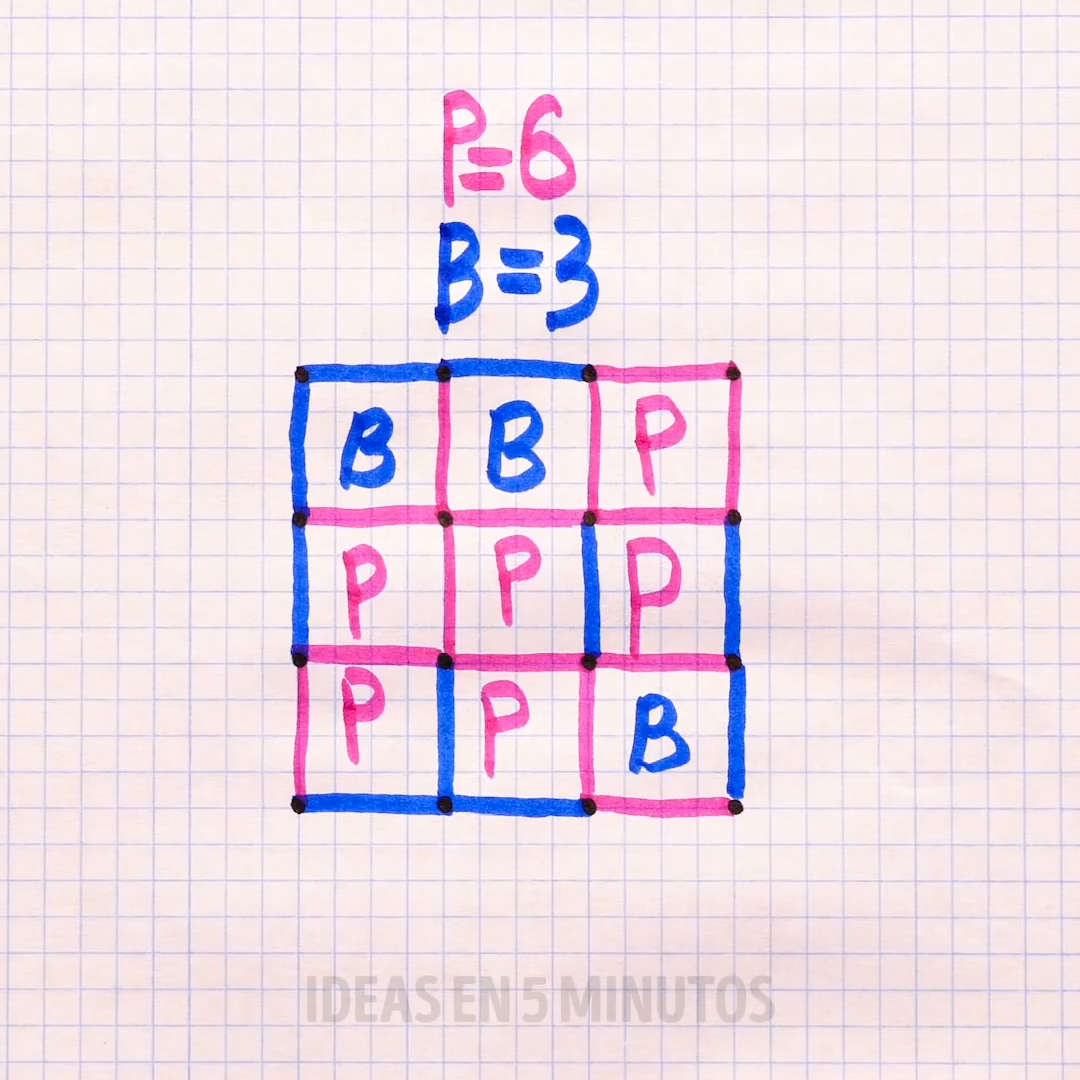 P=6
B=3
B B P
P P P
P P B
IDEAS EN 5 MINUTOS